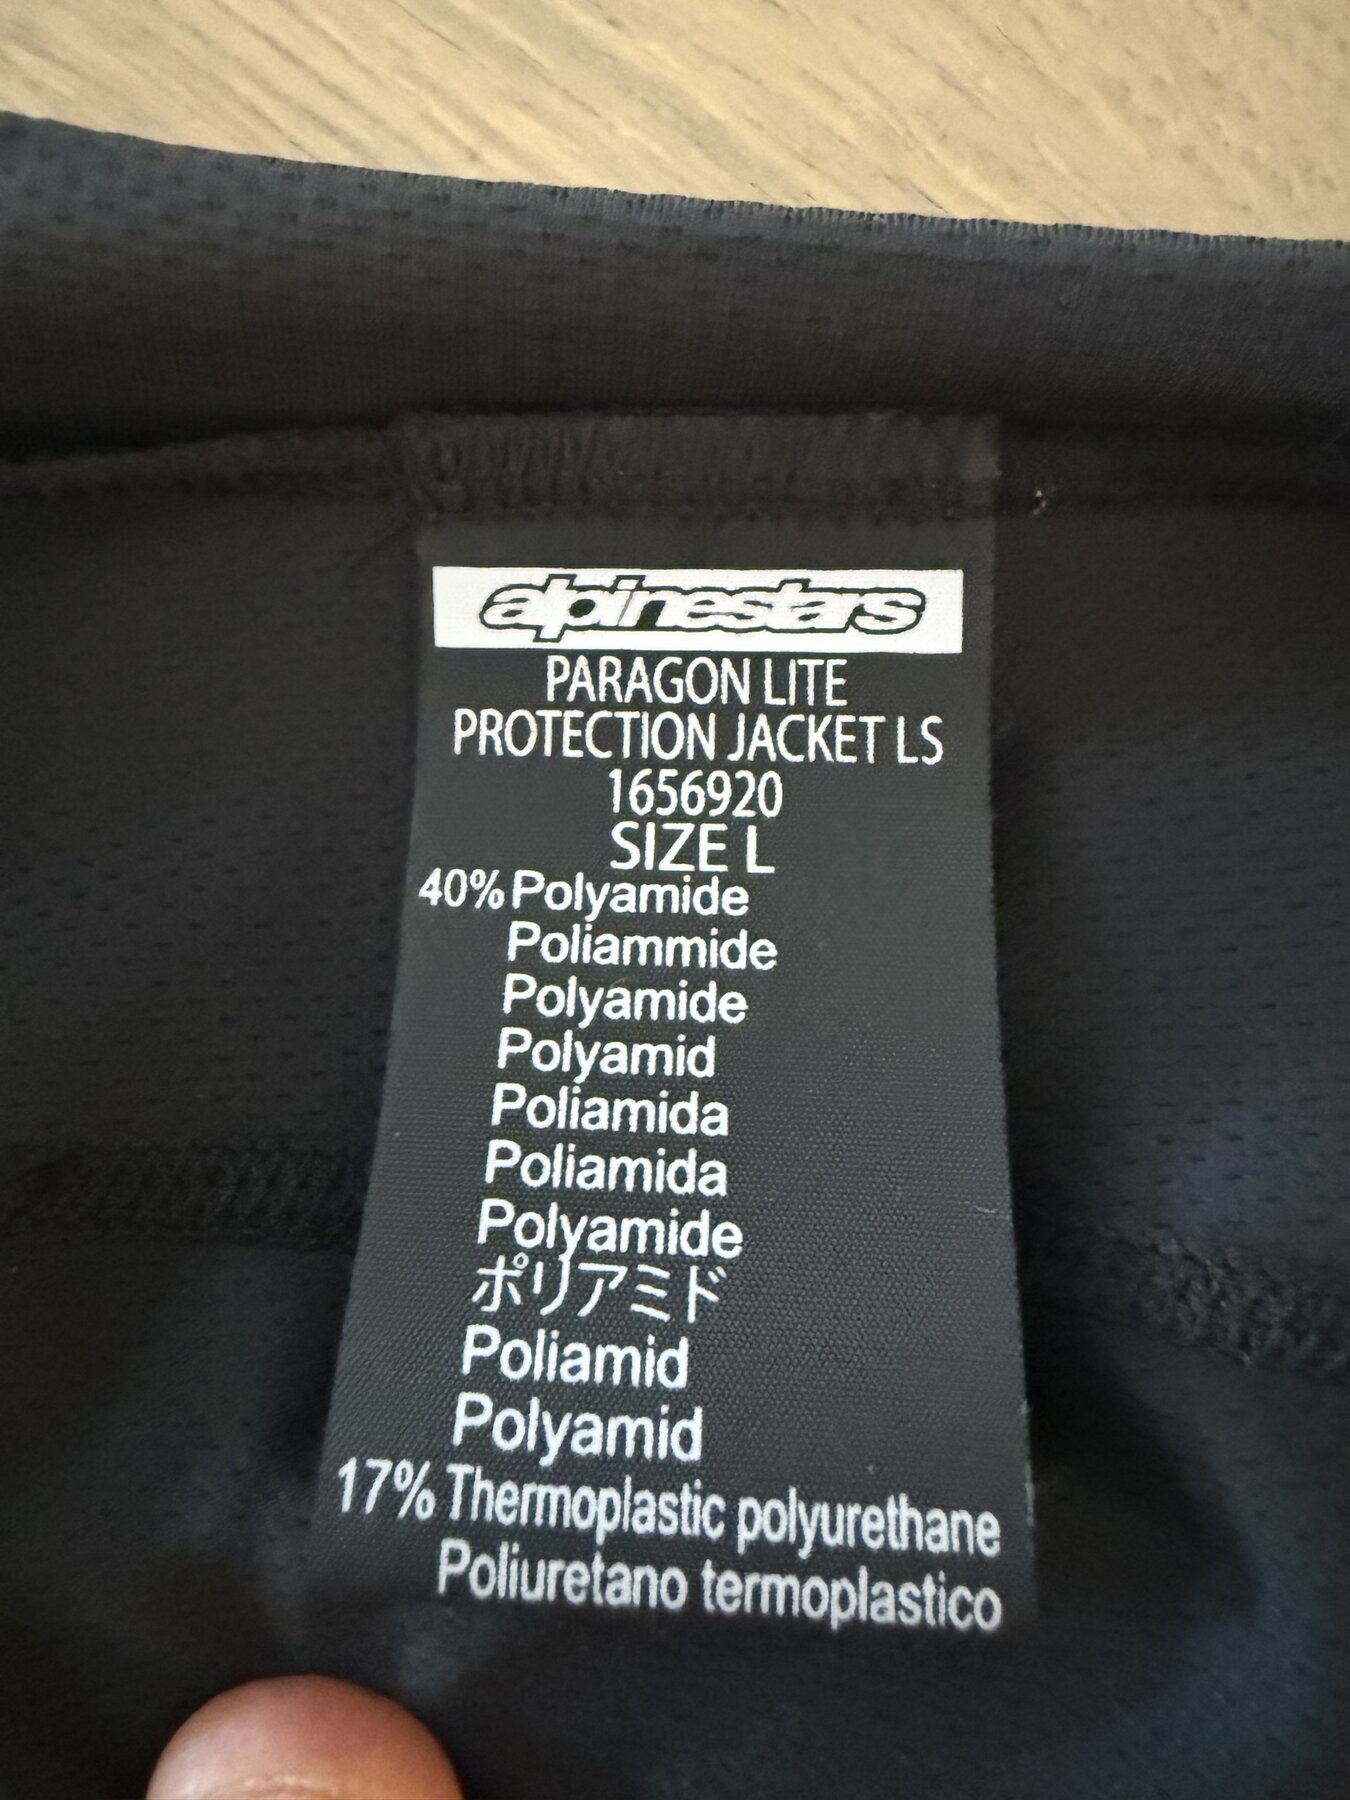 alpinestars
PARAGON LITE
PROTECTION JACKET LS
1656920
SIZE L
40% Polyamide
Poliammide
Polyamide
Polyamid
Poliamida
Poliamida
Polyamide
ポリアミド
Poliamid
Polyamid
17% Thermoplastic polyurethane
Poliuretano termoplastico